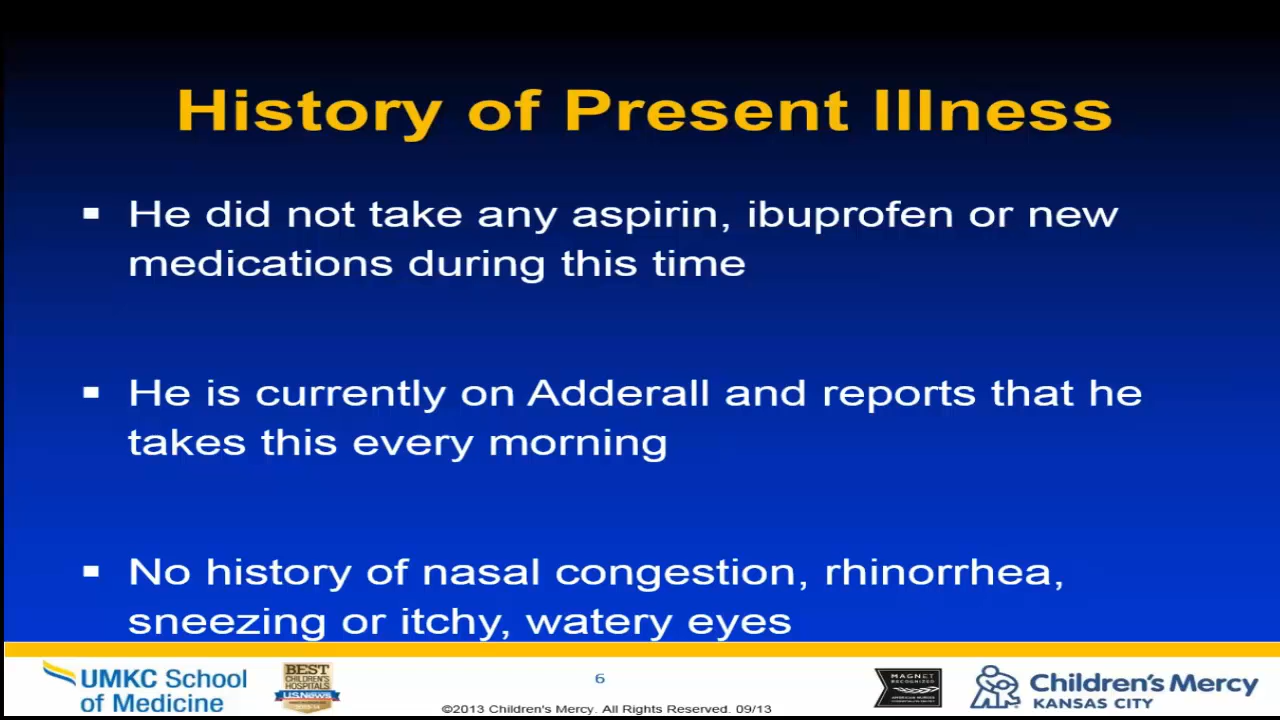 History of Present Illness
▪ He did not take any aspirin, ibuprofen or new
medications during this time
▪ He is currently on Adderall and reports that he
takes this every morning
▪ No history of nasal congestion, rhinorrhea,
sneezing or itchy, watery eyes
UMKC School
of Medicine
BEST
CHILDREN'S
HOSPITALS
U.S.News
6
©2013 Children's Mercy. All Rights Reserved. 09/13
MAGNET
RECOGNIZED
Children's Mercy
KANSAS CITY